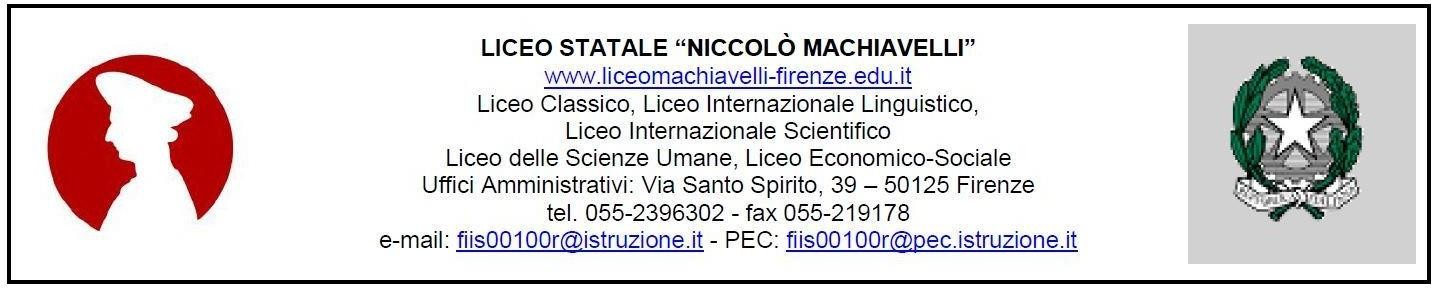 LICEO STATALE “NICCOLÒ MACHIAVELLI”
www.liceomachiavelli-firenze.edu.it
Liceo Classico, Liceo Internazionale Linguistico,
Liceo Internazionale Scientifico
Liceo delle Scienze Umane, Liceo Economico-Sociale
Uffici Amministrativi: Via Santo Spirito, 39 – 50125 Firenze
tel. 055-2396302 - fax 055-219178
e-mail: fiis00100r@istruzione.it - PEC: fiis00100r@pec.istruzione.it